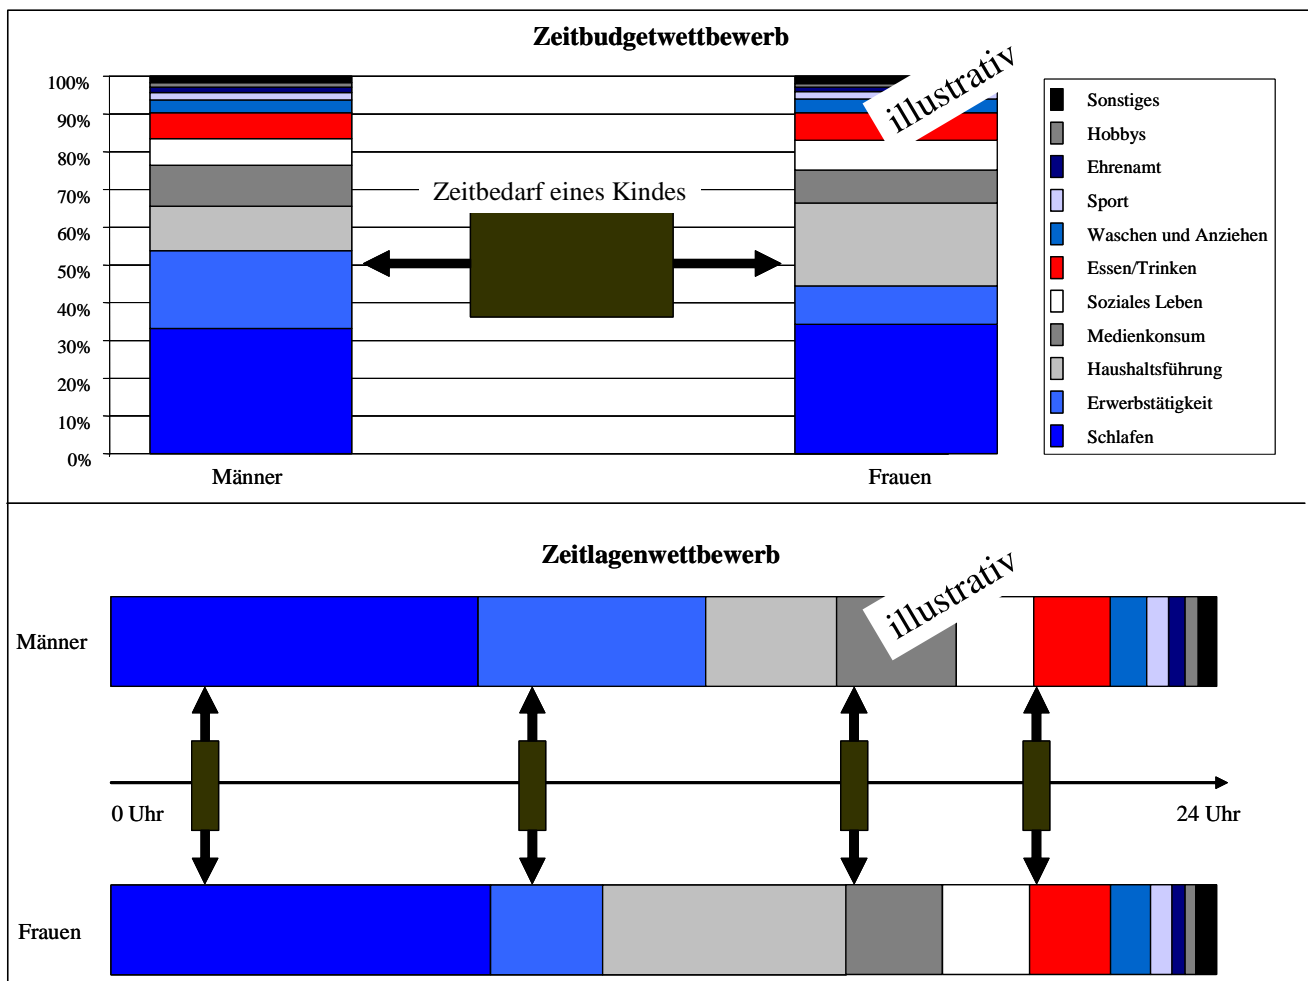 Zeitbudgetwettbewerb
illustrativ
100%
90%
80%
70%
60%
50%
40%
30%
20%
10%
0%
Zeitbedarf eines Kindes
Männer
Frauen
Sonstiges
Hobbys
Ehrenamt
Sport
Waschen und Anziehen
Essen/Trinken
Soziales Leben
Medienkonsum
Haushaltsführung
Erwerbstätigkeit
Schlafen
Zeitlagenwettbewerb
illustrativ
Männer
0 Uhr
24 Uhr
Frauen